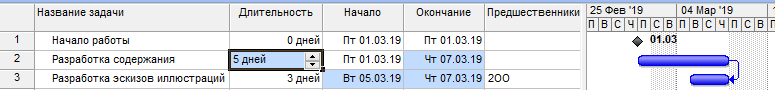 Название задачи Длительность Начало Окончание Предшественники 25 Фев '19 04 Мар '19
П В С Ч П С В П В С Ч П С В
1 Начало работы 0 дней Пт 01.03.19 Пт 01.03.19 01.03
2 Разработка содержания 5 дней Пт 01.03.19 Чт 07.03.19
3 Разработка эскизов иллюстраций 3 дней Вт 05.03.19 Чт 07.03.19 2ОО